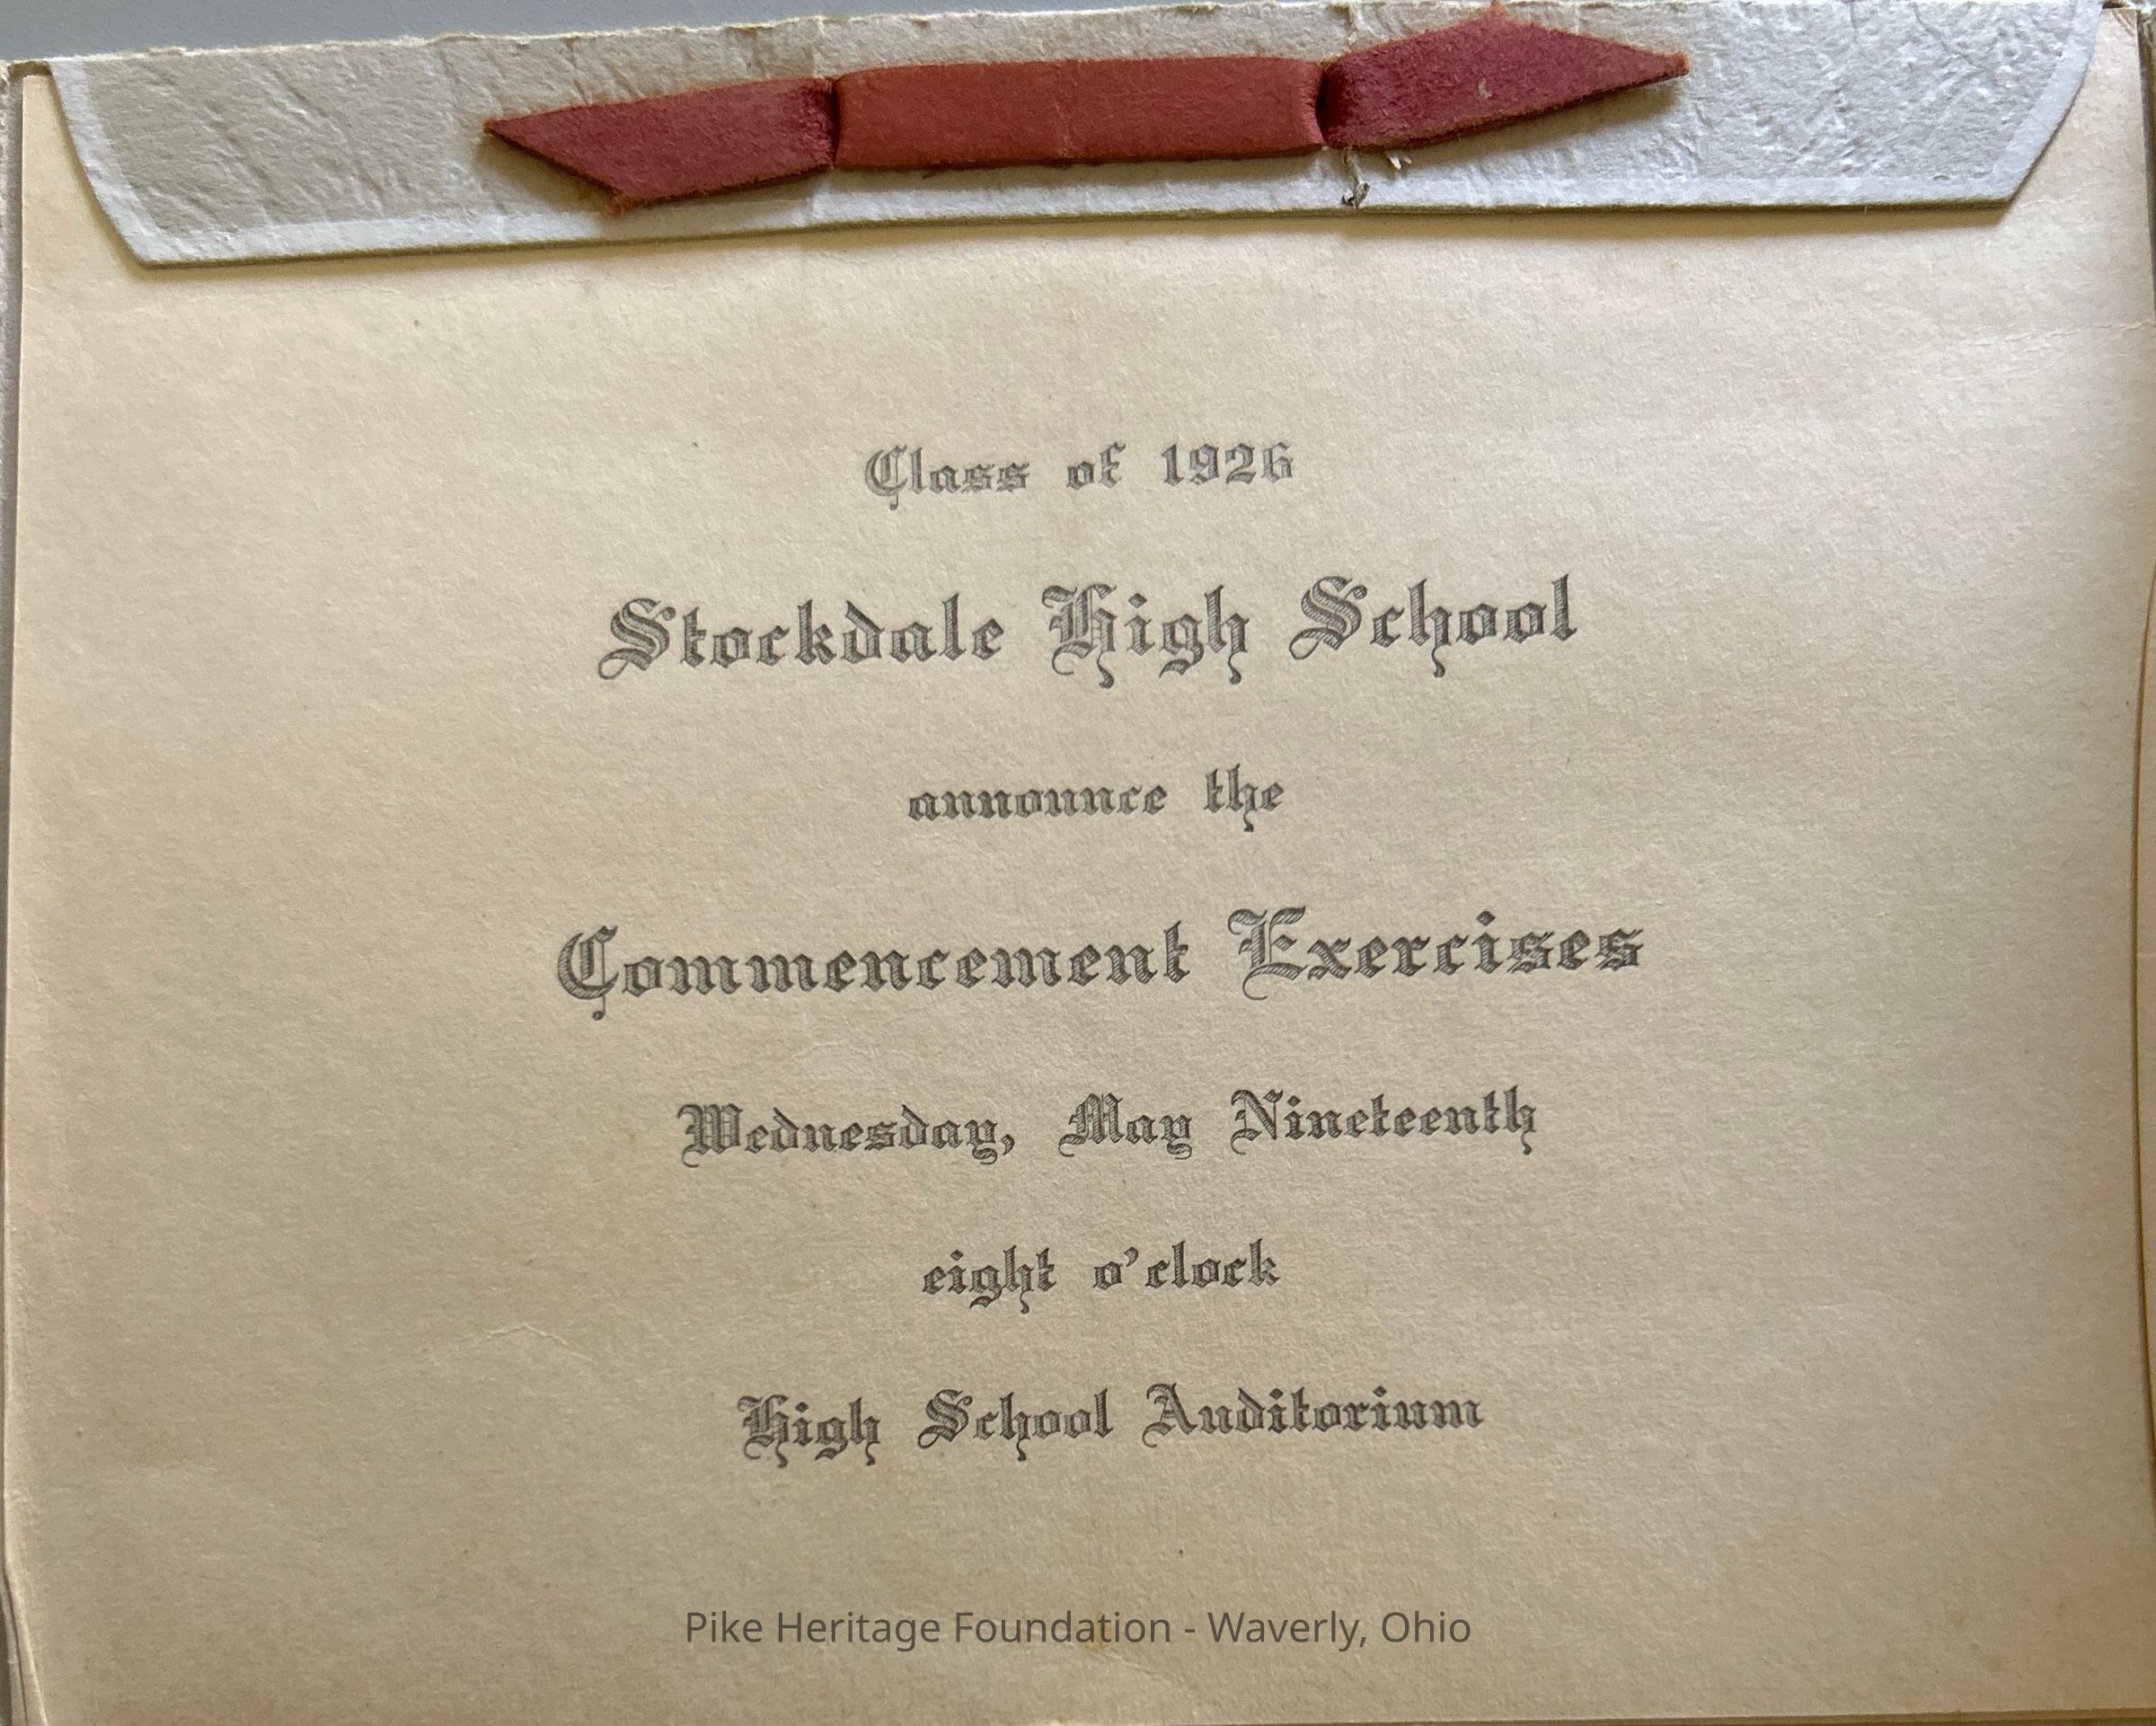 Class of 1926
Stockdale High School
announce the
Commencement Exercises
Wednesday, May Nineteenth
eight o'clock
High School Auditorium
Pike Heritage Foundation - Waverly, Ohio